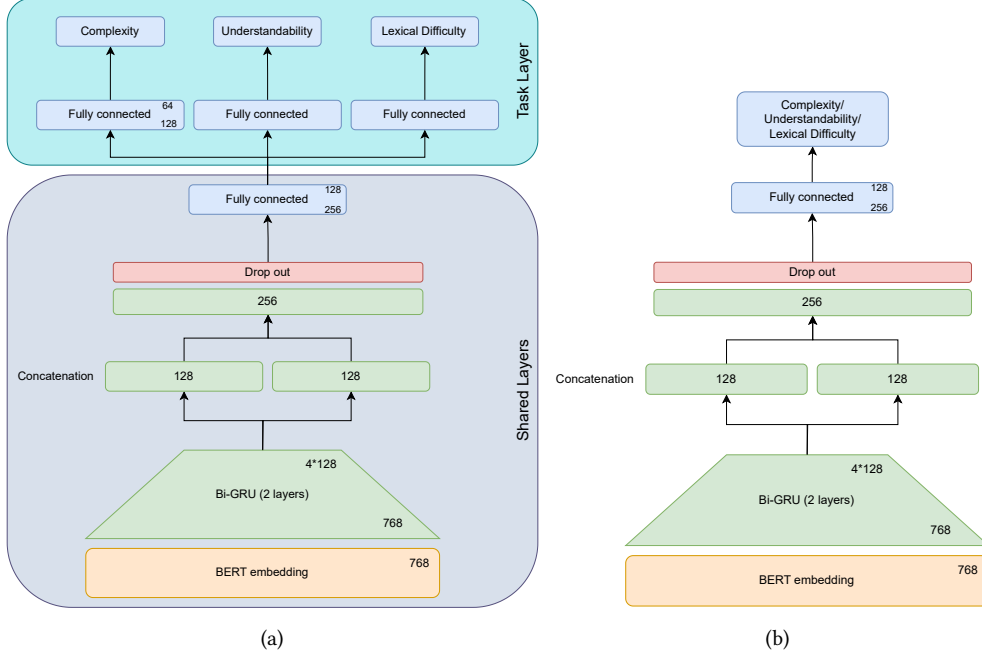 Complexity
Understandability
Lexical Difficulty
Fully connected
64
128
Fully connected
Fully connected
Task Layer
Fully connected
128
256
Drop out
256
Concatenation
128
128
4*128
Bi-GRU (2 layers)
768
BERT embedding
768
Shared Layers
(a)
Complexity/
Understandability/
Lexical Difficulty
Fully connected
128
256
Drop out
256
Concatenation
128
128
4*128
Bi-GRU (2 layers)
768
BERT embedding
768
(b)